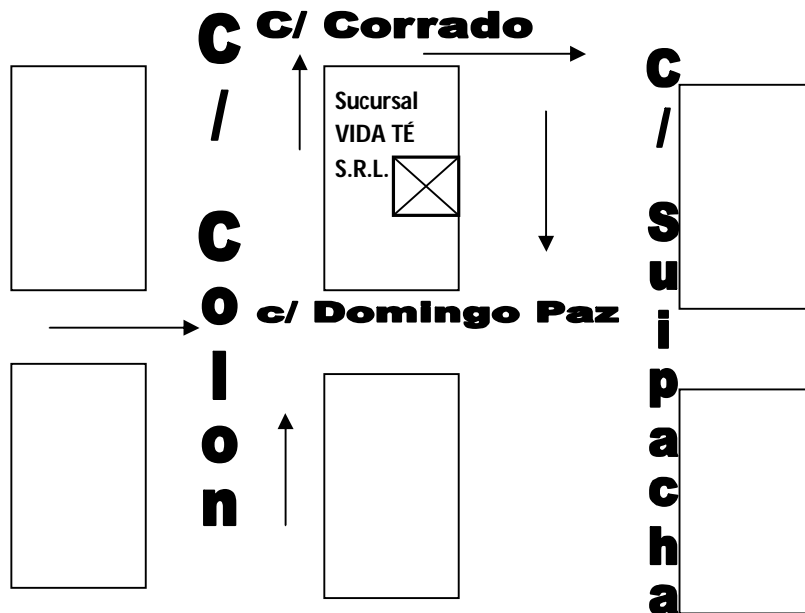 C/ Corrado
C/ Colon
Sucursal
VIDA TÉ
S.R.L.
C/ Suipacha
c/ Domingo Paz